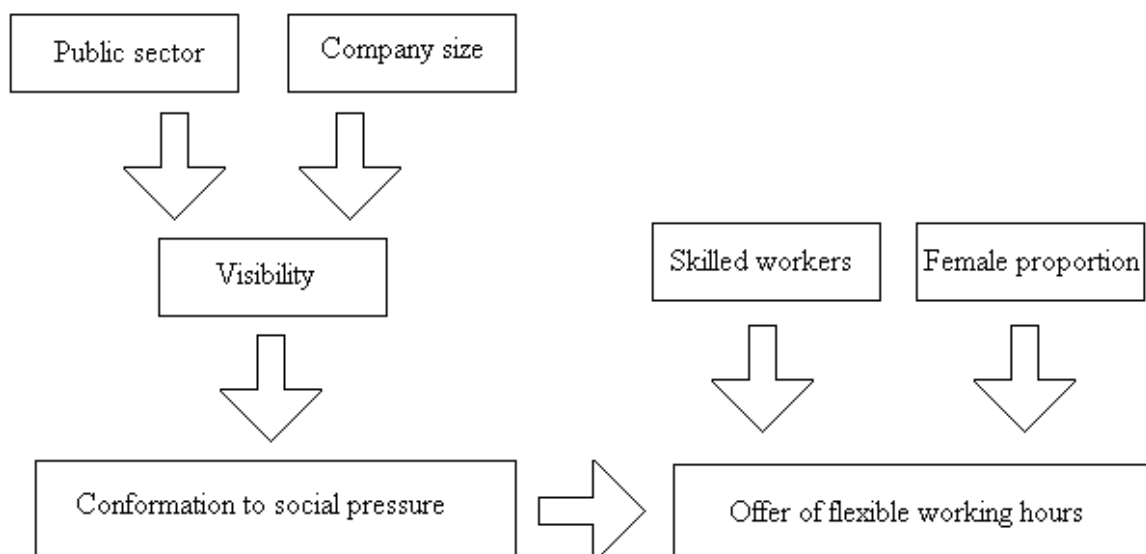 Public sector
Company size
Visibility
Skilled workers
Female proportion
Conformation to social pressure
Offer of flexible working hours